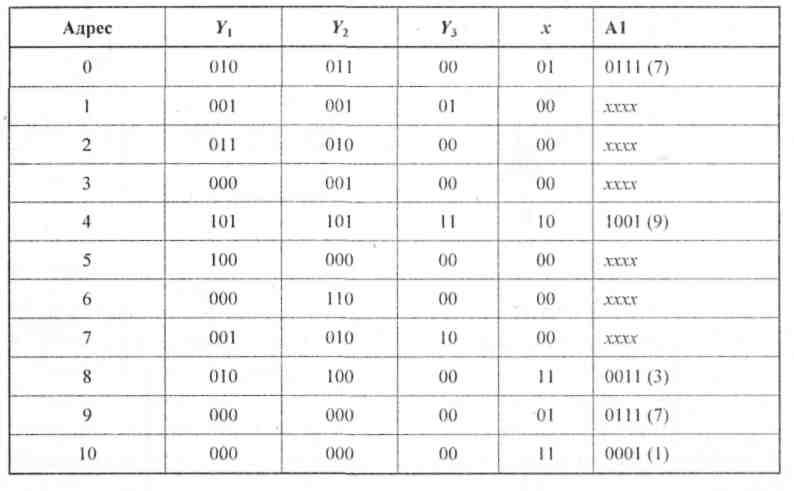 Адрес Y₁ Y₂ Y₃ x A1
0 010 011 00 01 0111 (7)
1 001 001 01 00 xxxx
2 011 010 00 00 xxxx
3 000 001 00 00 xxxx
4 101 101 11 10 1001 (9)
5 100 000 00 00 xxxx
6 000 110 00 00 xxxx
7 001 010 10 00 xxxx
8 010 100 00 11 0011 (3)
9 000 000 00 01 0111 (7)
10 000 000 00 11 0001 (1)